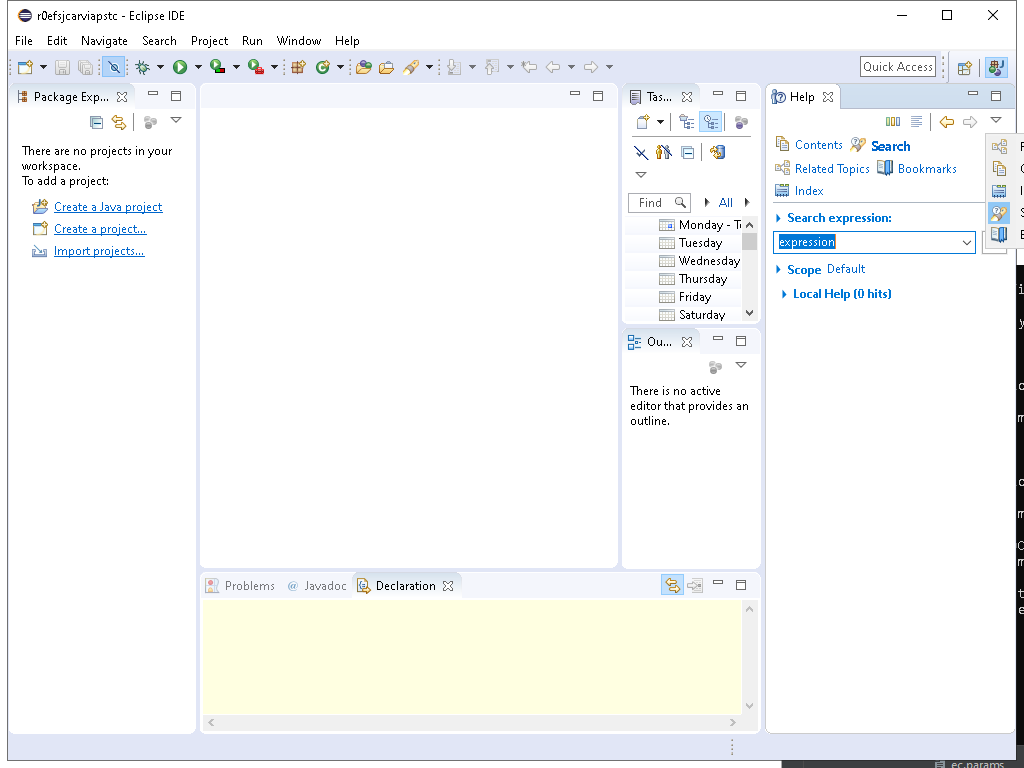 r0efsjcarviapstc - Eclipse IDE
File Edit Navigate Search Project Run Window Help
Quick Access
Package Exp...
There are no projects in your
workspace.
To add a project:
Create a Java project
Create a project...
Import projects...
Tas...
Find
All
Monday - T
Tuesday
Wednesday
Thursday
Friday
Saturday
Ou...
There is no active
editor that provides an
outline.
Help
Contents Search
Related Topics Bookmarks
Index
Search expression:
expression
Scope Default
Local Help (0 hits)
Problems @ Javadoc Declaration
ec.params